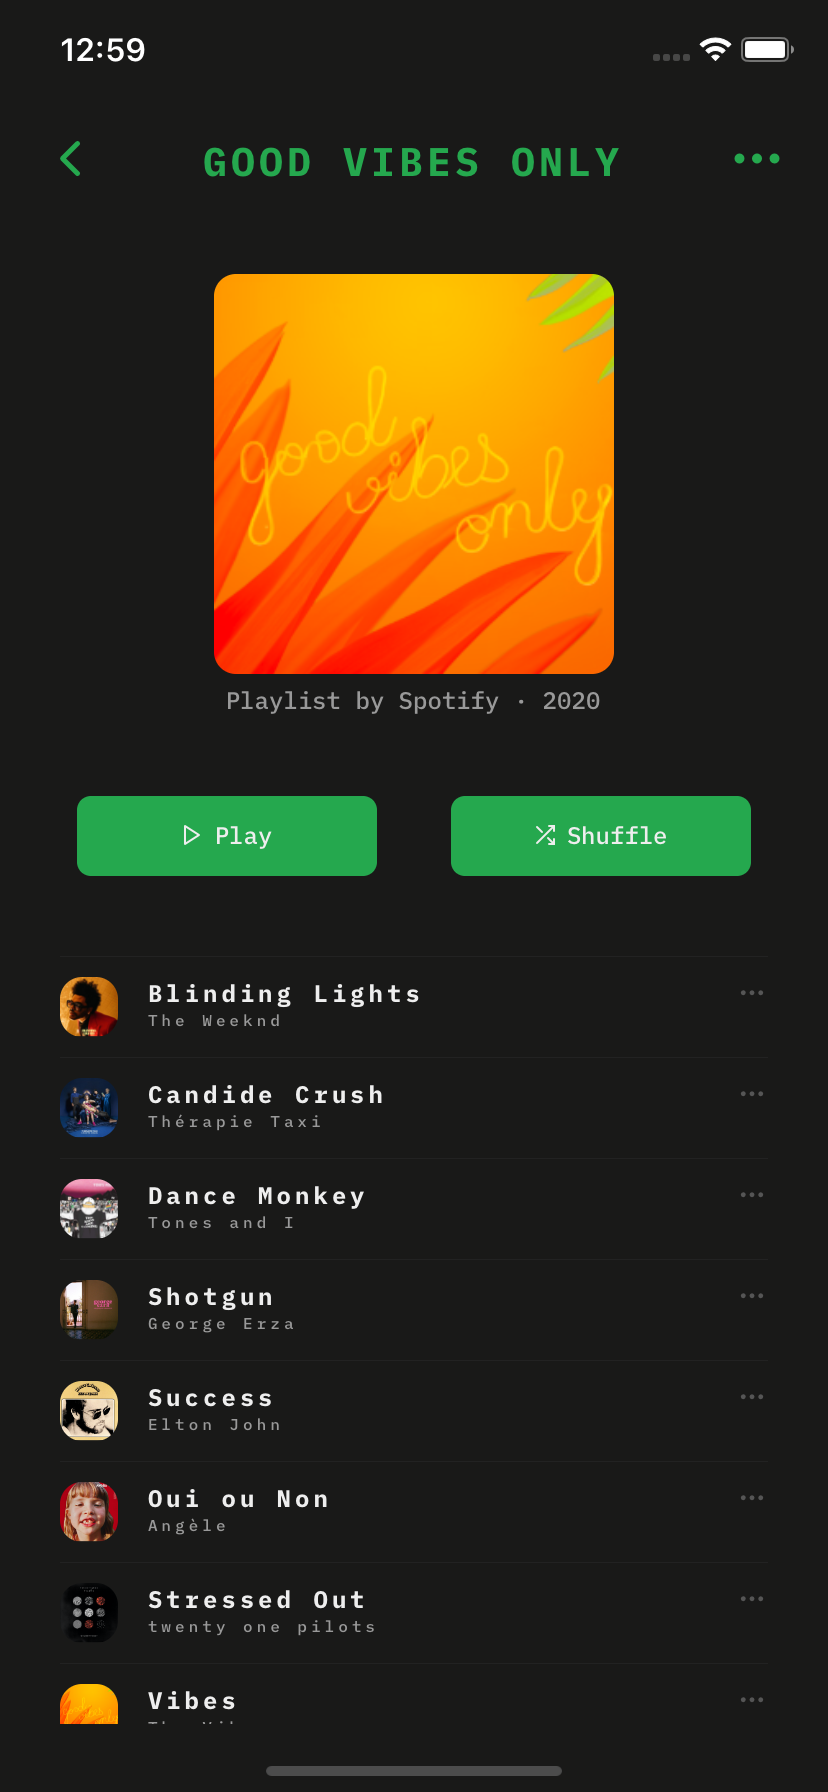 12:59
GOOD VIBES ONLY
good
vibes
only
Playlist by Spotify · 2020
Play
Shuffle
Blinding Lights
The Weeknd
Candide Crush
Thérapie Taxi
Dance Monkey
Tones and I
Shotgun
George Erza
Success
Elton John
Oui ou Non
Angèle
Stressed Out
twenty one pilots
Vibes